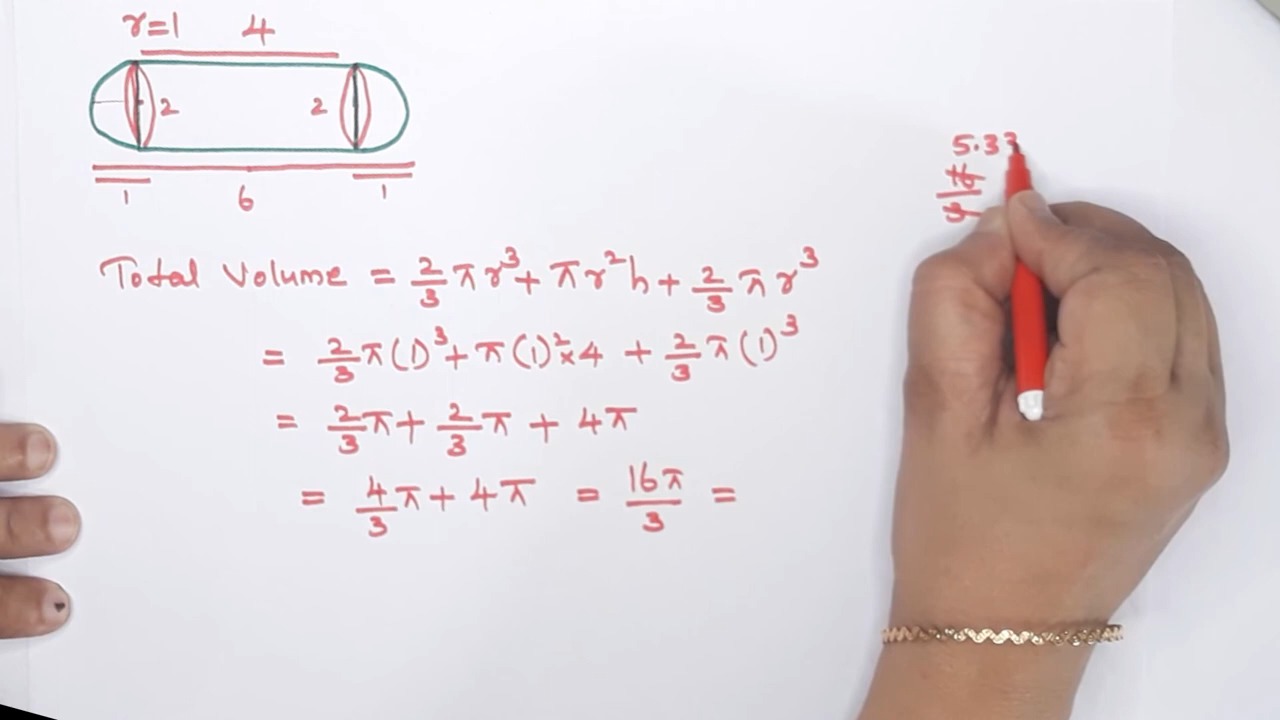 r=1 4
2 2
1 6 1
5.33
16/3
Total Volume = 2/3 πr³ + πr²h + 2/3 πr³
= 2/3 π(1)³ + π(1)²×4 + 2/3 π(1)³
= 2/3 π + 2/3 π + 4π
= 4/3 π + 4π = 16π/3 =